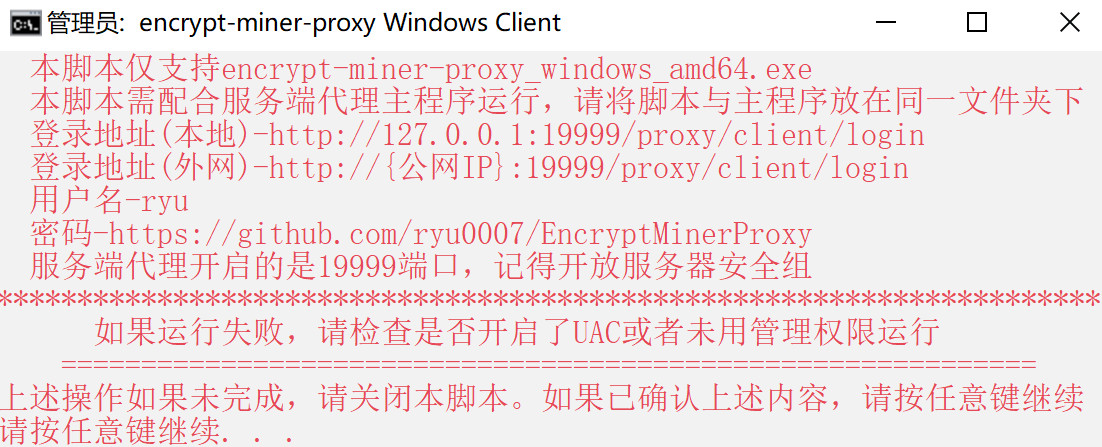 管理员: encrypt-miner-proxy Windows Client
本脚本仅支持encrypt-miner-proxy_windows_amd64.exe
本脚本需配合服务端代理主程序运行，请将脚本与主程序放在同一文件夹下
登录地址(本地)-http://127.0.0.1:19999/proxy/client/login
登录地址(外网)-http://{公网IP}:19999/proxy/client/login
用户名-ryu
密码-https://github.com/ryu0007/EncryptMinerProxy
服务端代理开启的是19999端口，记得开放服务器安全组
*********************************************************************
如果运行失败，请检查是否开启了UAC或者未用管理权限运行
=============================================================
上述操作如果未完成，请关闭本脚本。如果已确认上述内容，请按任意键继续
请按任意键继续. . .